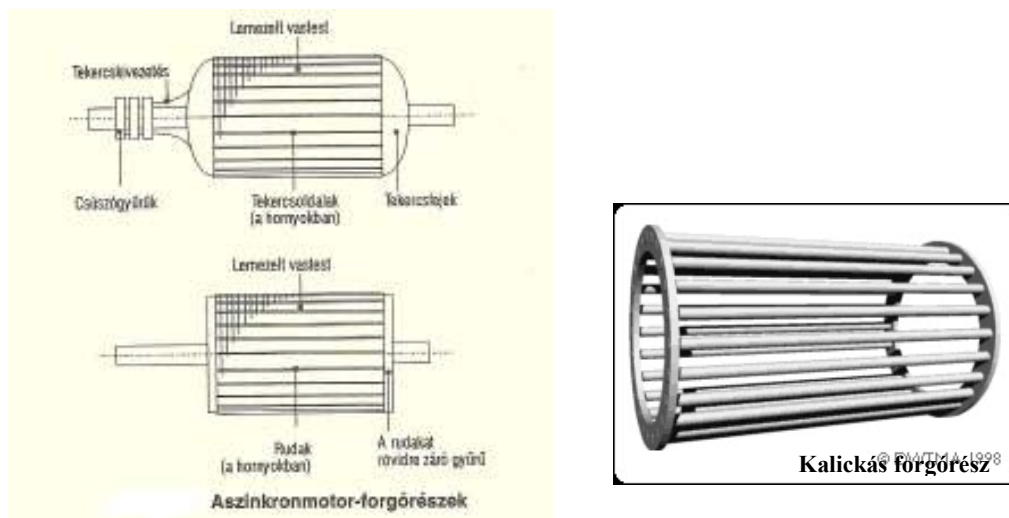 Lemezelt vastest
Tekercskivezetés
Csúszógyűrűk
Tekercsoldalak
(a hornyokban)
Tekercsfejek
Lemezelt vastest
Rudak
(a hornyokban)
A rudakat
rövidre záró gyűrű
Aszinkronmotor-forgórészek
Kalickás forgórész
1998